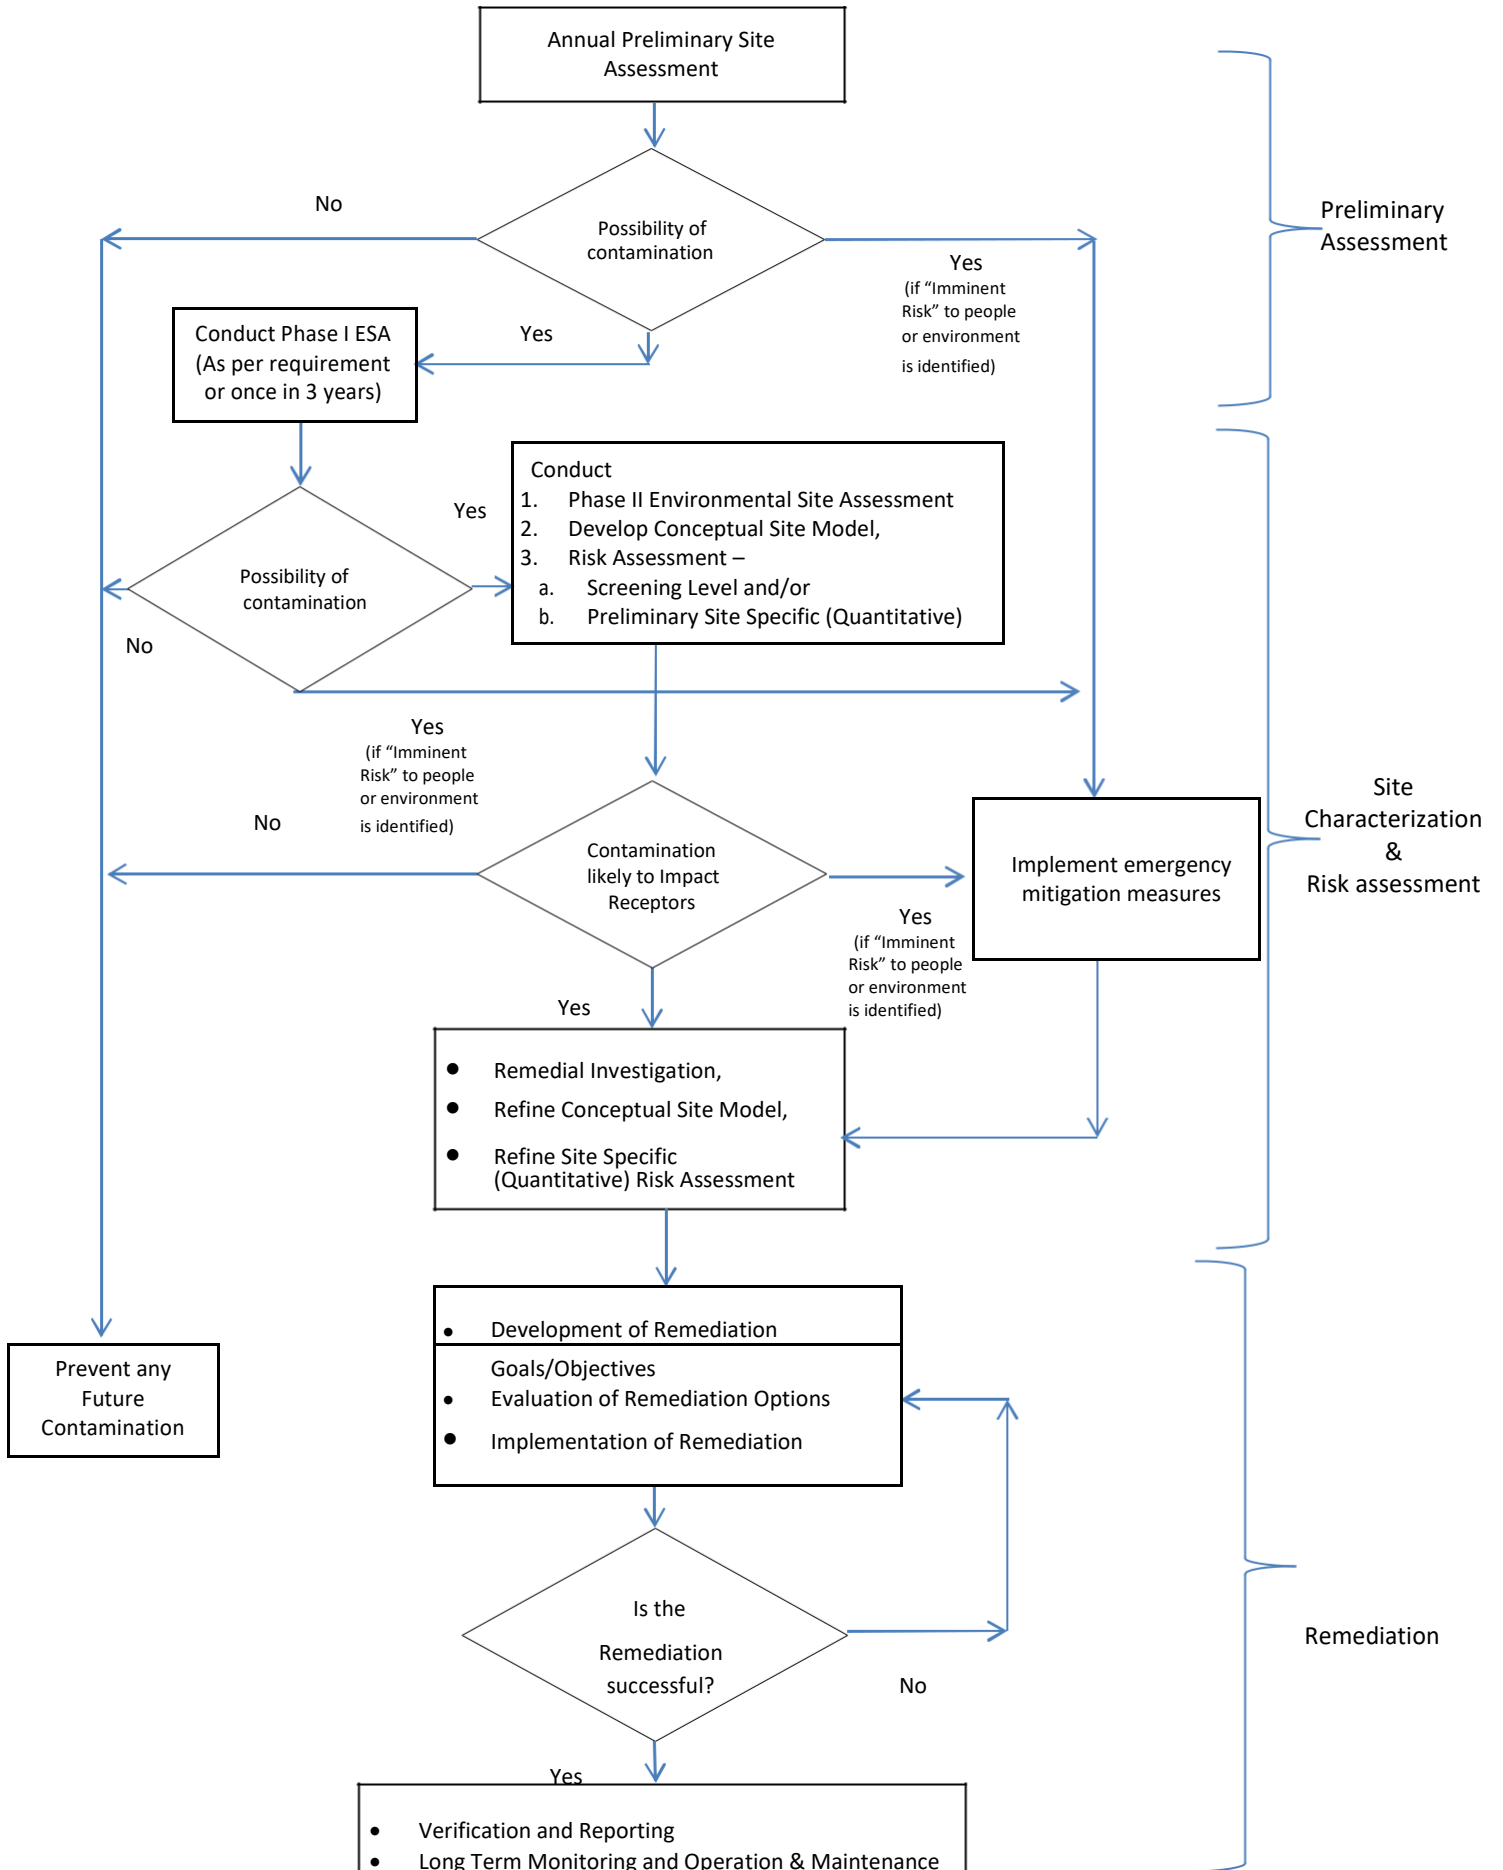 Annual Preliminary Site
Assessment
No
Possibility of
contamination
Preliminary
Assessment
Yes
(if “Imminent
Risk” to people
or environment
is identified)
Conduct Phase I ESA
(As per requirement
or once in 3 years)
Yes
Conduct
1. Phase II Environmental Site Assessment
2. Develop Conceptual Site Model,
3. Risk Assessment –
a. Screening Level and/or
b. Preliminary Site Specific (Quantitative)
Yes
Possibility of
contamination
No
Yes
(if “Imminent
Risk” to people
or environment
is identified)
No
Contamination
likely to Impact
Receptors
Implement emergency
mitigation measures
Site
Characterization
&
Risk assessment
Yes
(if “Imminent
Risk” to people
or environment
is identified)
Yes
● Remedial Investigation,
● Refine Conceptual Site Model,
● Refine Site Specific
(Quantitative) Risk Assessment
● Development of Remediation
Goals/Objectives
● Evaluation of Remediation Options
● Implementation of Remediation
Prevent any
Future
Contamination
Is the
Remediation
successful?
No
Remediation
Yes
● Verification and Reporting
● Long Term Monitoring and Operation & Maintenance